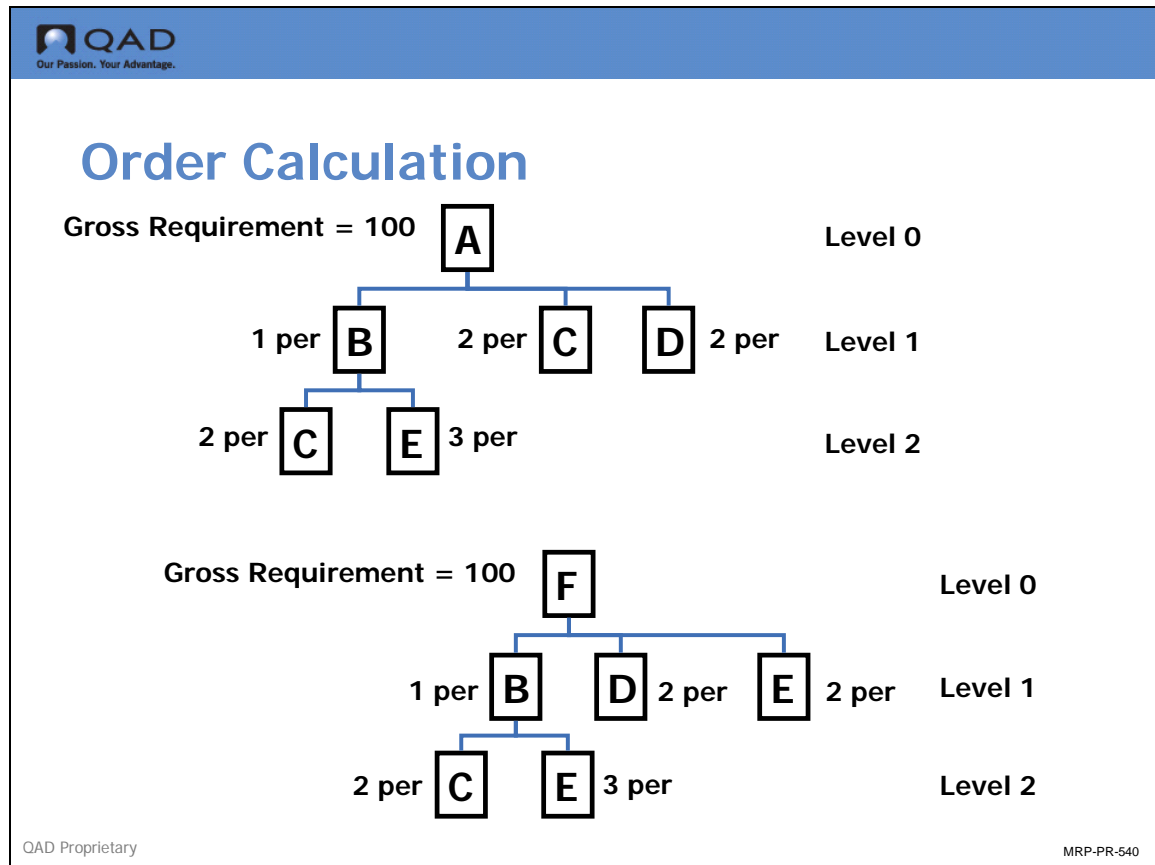 QAD
Our Passion. Your Advantage.
Order Calculation
Gross Requirement = 100 A Level 0
1 per B 2 per C D 2 per Level 1
2 per C E 3 per Level 2
Gross Requirement = 100 F Level 0
1 per B D 2 per E 2 per Level 1
2 per C E 3 per Level 2
QAD Proprietary MRP-PR-540